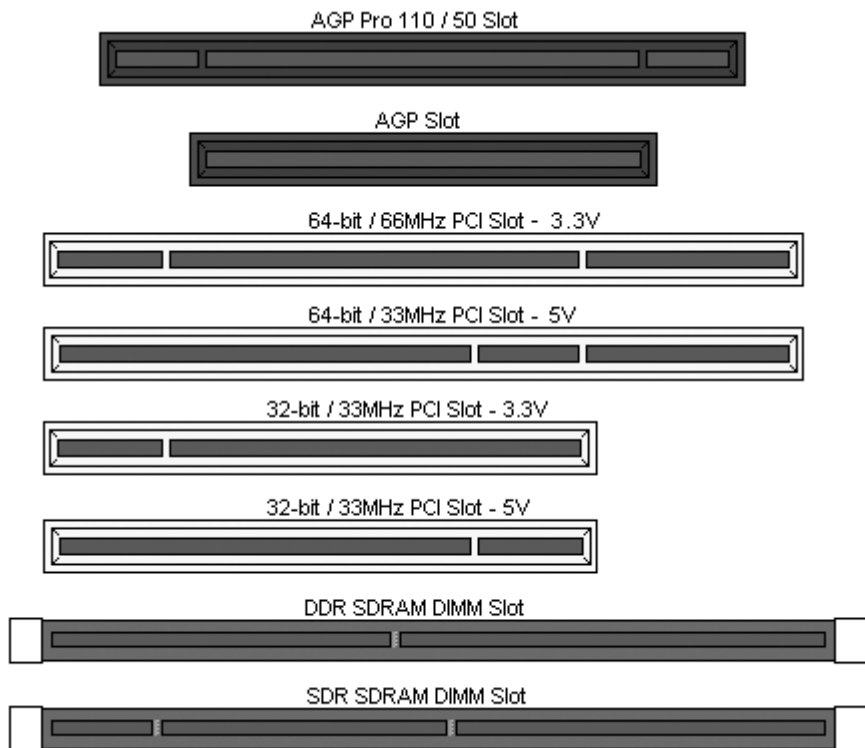 AGP Pro 110 / 50 Slot
AGP Slot
64-bit / 66MHz PCI Slot - 3.3V
64-bit / 33MHz PCI Slot - 5V
32-bit / 33MHz PCI Slot - 3.3V
32-bit / 33MHz PCI Slot - 5V
DDR SDRAM DIMM Slot
SDR SDRAM DIMM Slot